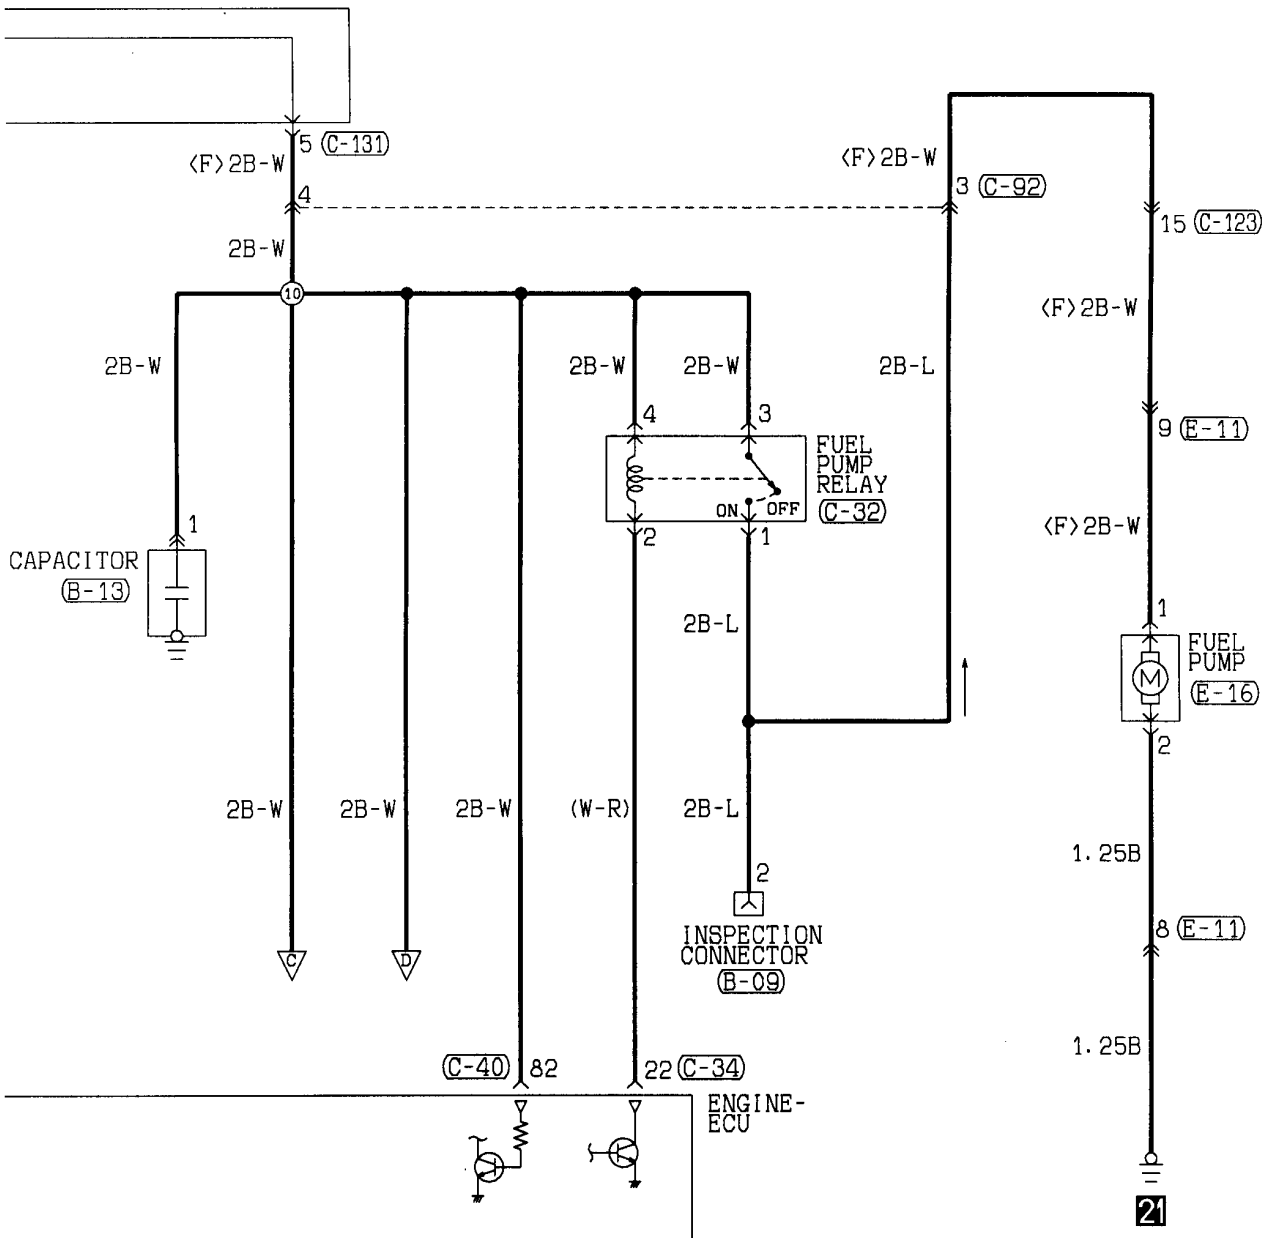 5 (C-131)
<F>2B-W
<F>2B-W
4
3 (C-92)
15 (C-123)
2B-W
10
<F>2B-W
2B-W
2B-W
2B-W
2B-L
4
3
9 (E-11)
FUEL
PUMP
RELAY
(C-32)
ON
OFF
1
2
1
<F>2B-W
CAPACITOR
(B-13)
1
2B-L
FUEL
PUMP
(E-16)
M
2
2B-W
2B-W
2B-W
(W-R)
2B-L
1.25B
2
8 (E-11)
INSPECTION
CONNECTOR
(B-09)
C
D
1.25B
(C-40) 82
22 (C-34)
ENGINE-
ECU
21